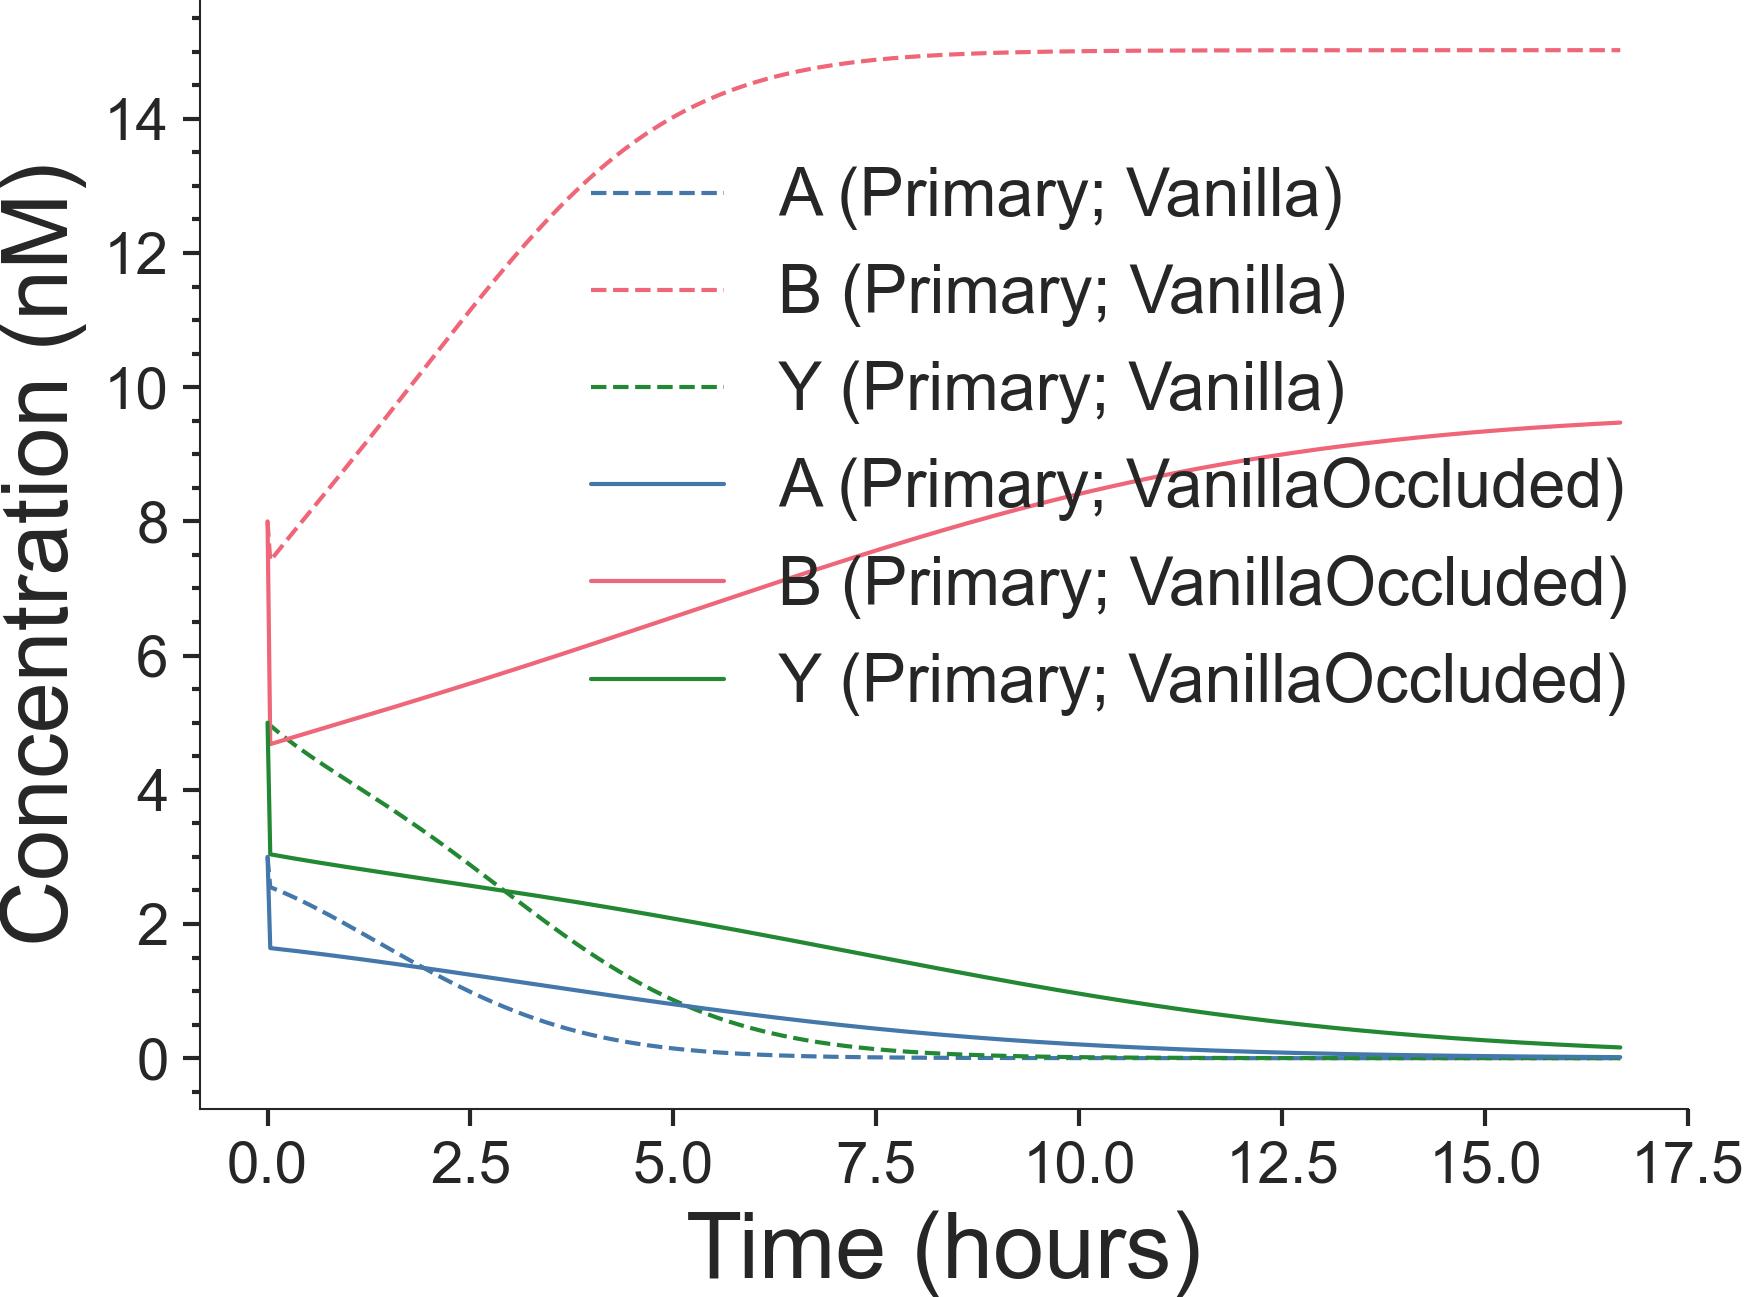 Concentration (nM)
14
12
10
8
6
4
2
0
A (Primary; Vanilla)
B (Primary; Vanilla)
Y (Primary; Vanilla)
A (Primary; VanillaOccluded)
B (Primary; VanillaOccluded)
Y (Primary; VanillaOccluded)
0.0 2.5 5.0 7.5 10.0 12.5 15.0 17.5
Time (hours)